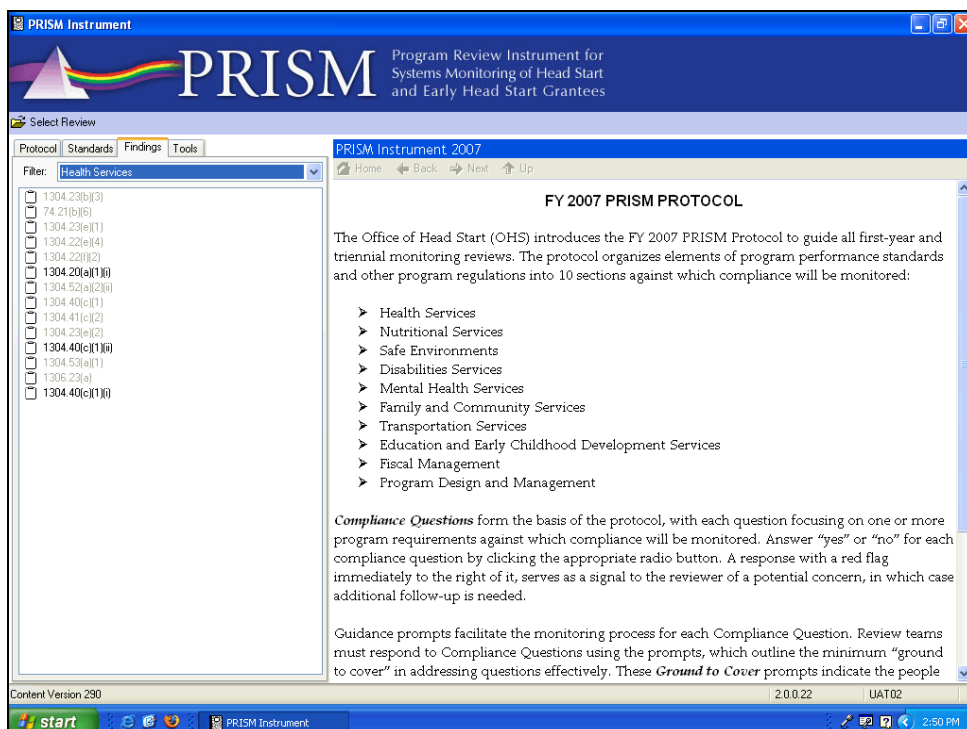 PRISM Instrument
PRISM
Program Review Instrument for
Systems Monitoring of Head Start
and Early Head Start Grantees
Select Review
Protocol Standards Findings Tools
Filter: Health Services
1304.23(b)(3)
74.21(b)(6)
1304.23(e)(1)
1304.22(e)(4)
1304.22(f)(2)
1304.20(a)(1)(i)
1304.52(a)(2)(ii)
1304.40(c)(1)
1304.41(c)(2)
1304.23(e)(2)
1304.40(c)(1)(ii)
1304.53(a)(1)
1306.23(a)
1304.40(c)(1)(i)
PRISM Instrument 2007
Home Back Next Up
FY 2007 PRISM PROTOCOL
The Office of Head Start (OHS) introduces the FY 2007 PRISM Protocol to guide all first-year and
triennial monitoring reviews. The protocol organizes elements of program performance standards
and other program regulations into 10 sections against which compliance will be monitored:
➤ Health Services
➤ Nutritional Services
➤ Safe Environments
➤ Disabilities Services
➤ Mental Health Services
➤ Family and Community Services
➤ Transportation Services
➤ Education and Early Childhood Development Services
➤ Fiscal Management
➤ Program Design and Management
Compliance Questions form the basis of the protocol, with each question focusing on one or more
program requirements against which compliance will be monitored. Answer “yes” or “no” for each
compliance question by clicking the appropriate radio button. A response with a red flag
immediately to the right of it, serves as a signal to the reviewer of a potential concern, in which case
additional follow-up is needed.
Guidance prompts facilitate the monitoring process for each Compliance Question. Review teams
must respond to Compliance Questions using the prompts, which outline the minimum “ground
to cover” in addressing questions effectively. These Ground to Cover prompts indicate the people
Content Version 290
2.0.0.22
UAT02
start
PRISM Instrument
2:50 PM